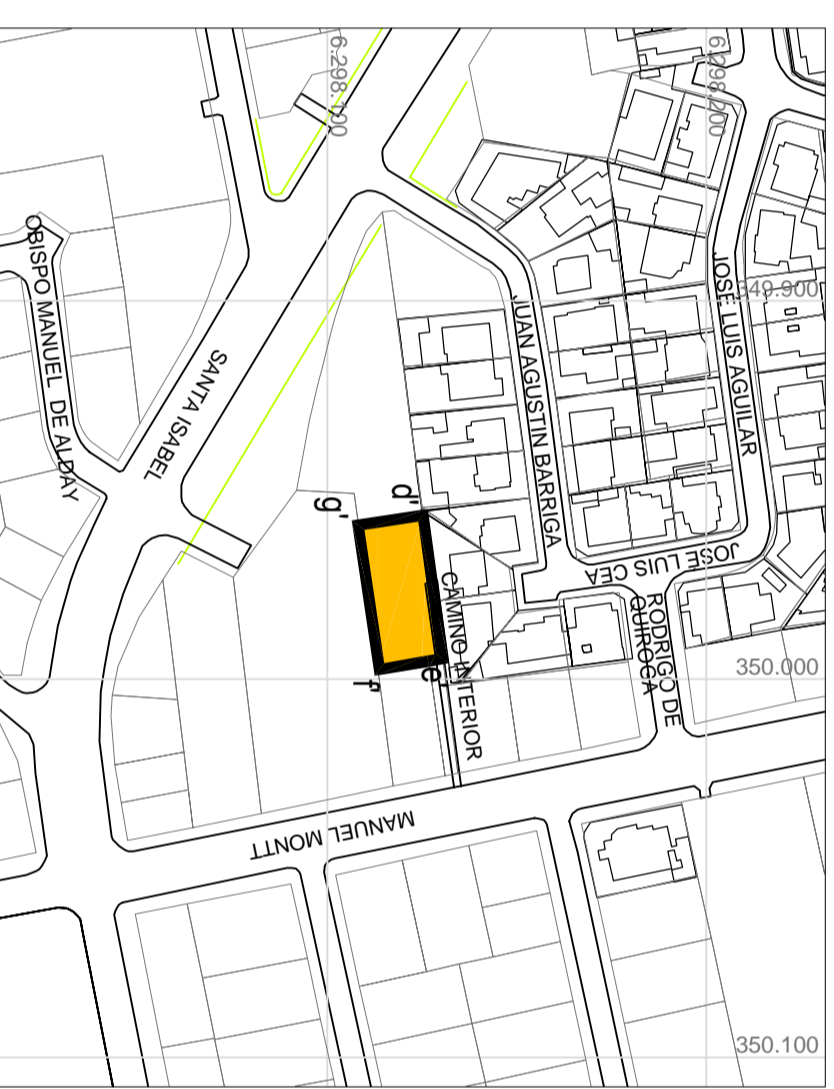 6.298.100
6.298.200
OBISPO MANUEL DE ALDAY
SANTA ISABEL
JUAN AGUSTIN BARRIGA
JOSE LUIS AGUILAR
349.900
g'
d'
JOSE LUIS CEA
CAMINO INTERIOR
RODRIGO DE
QUIROGA
f'
e'
350.000
MANUEL MONTT
350.100